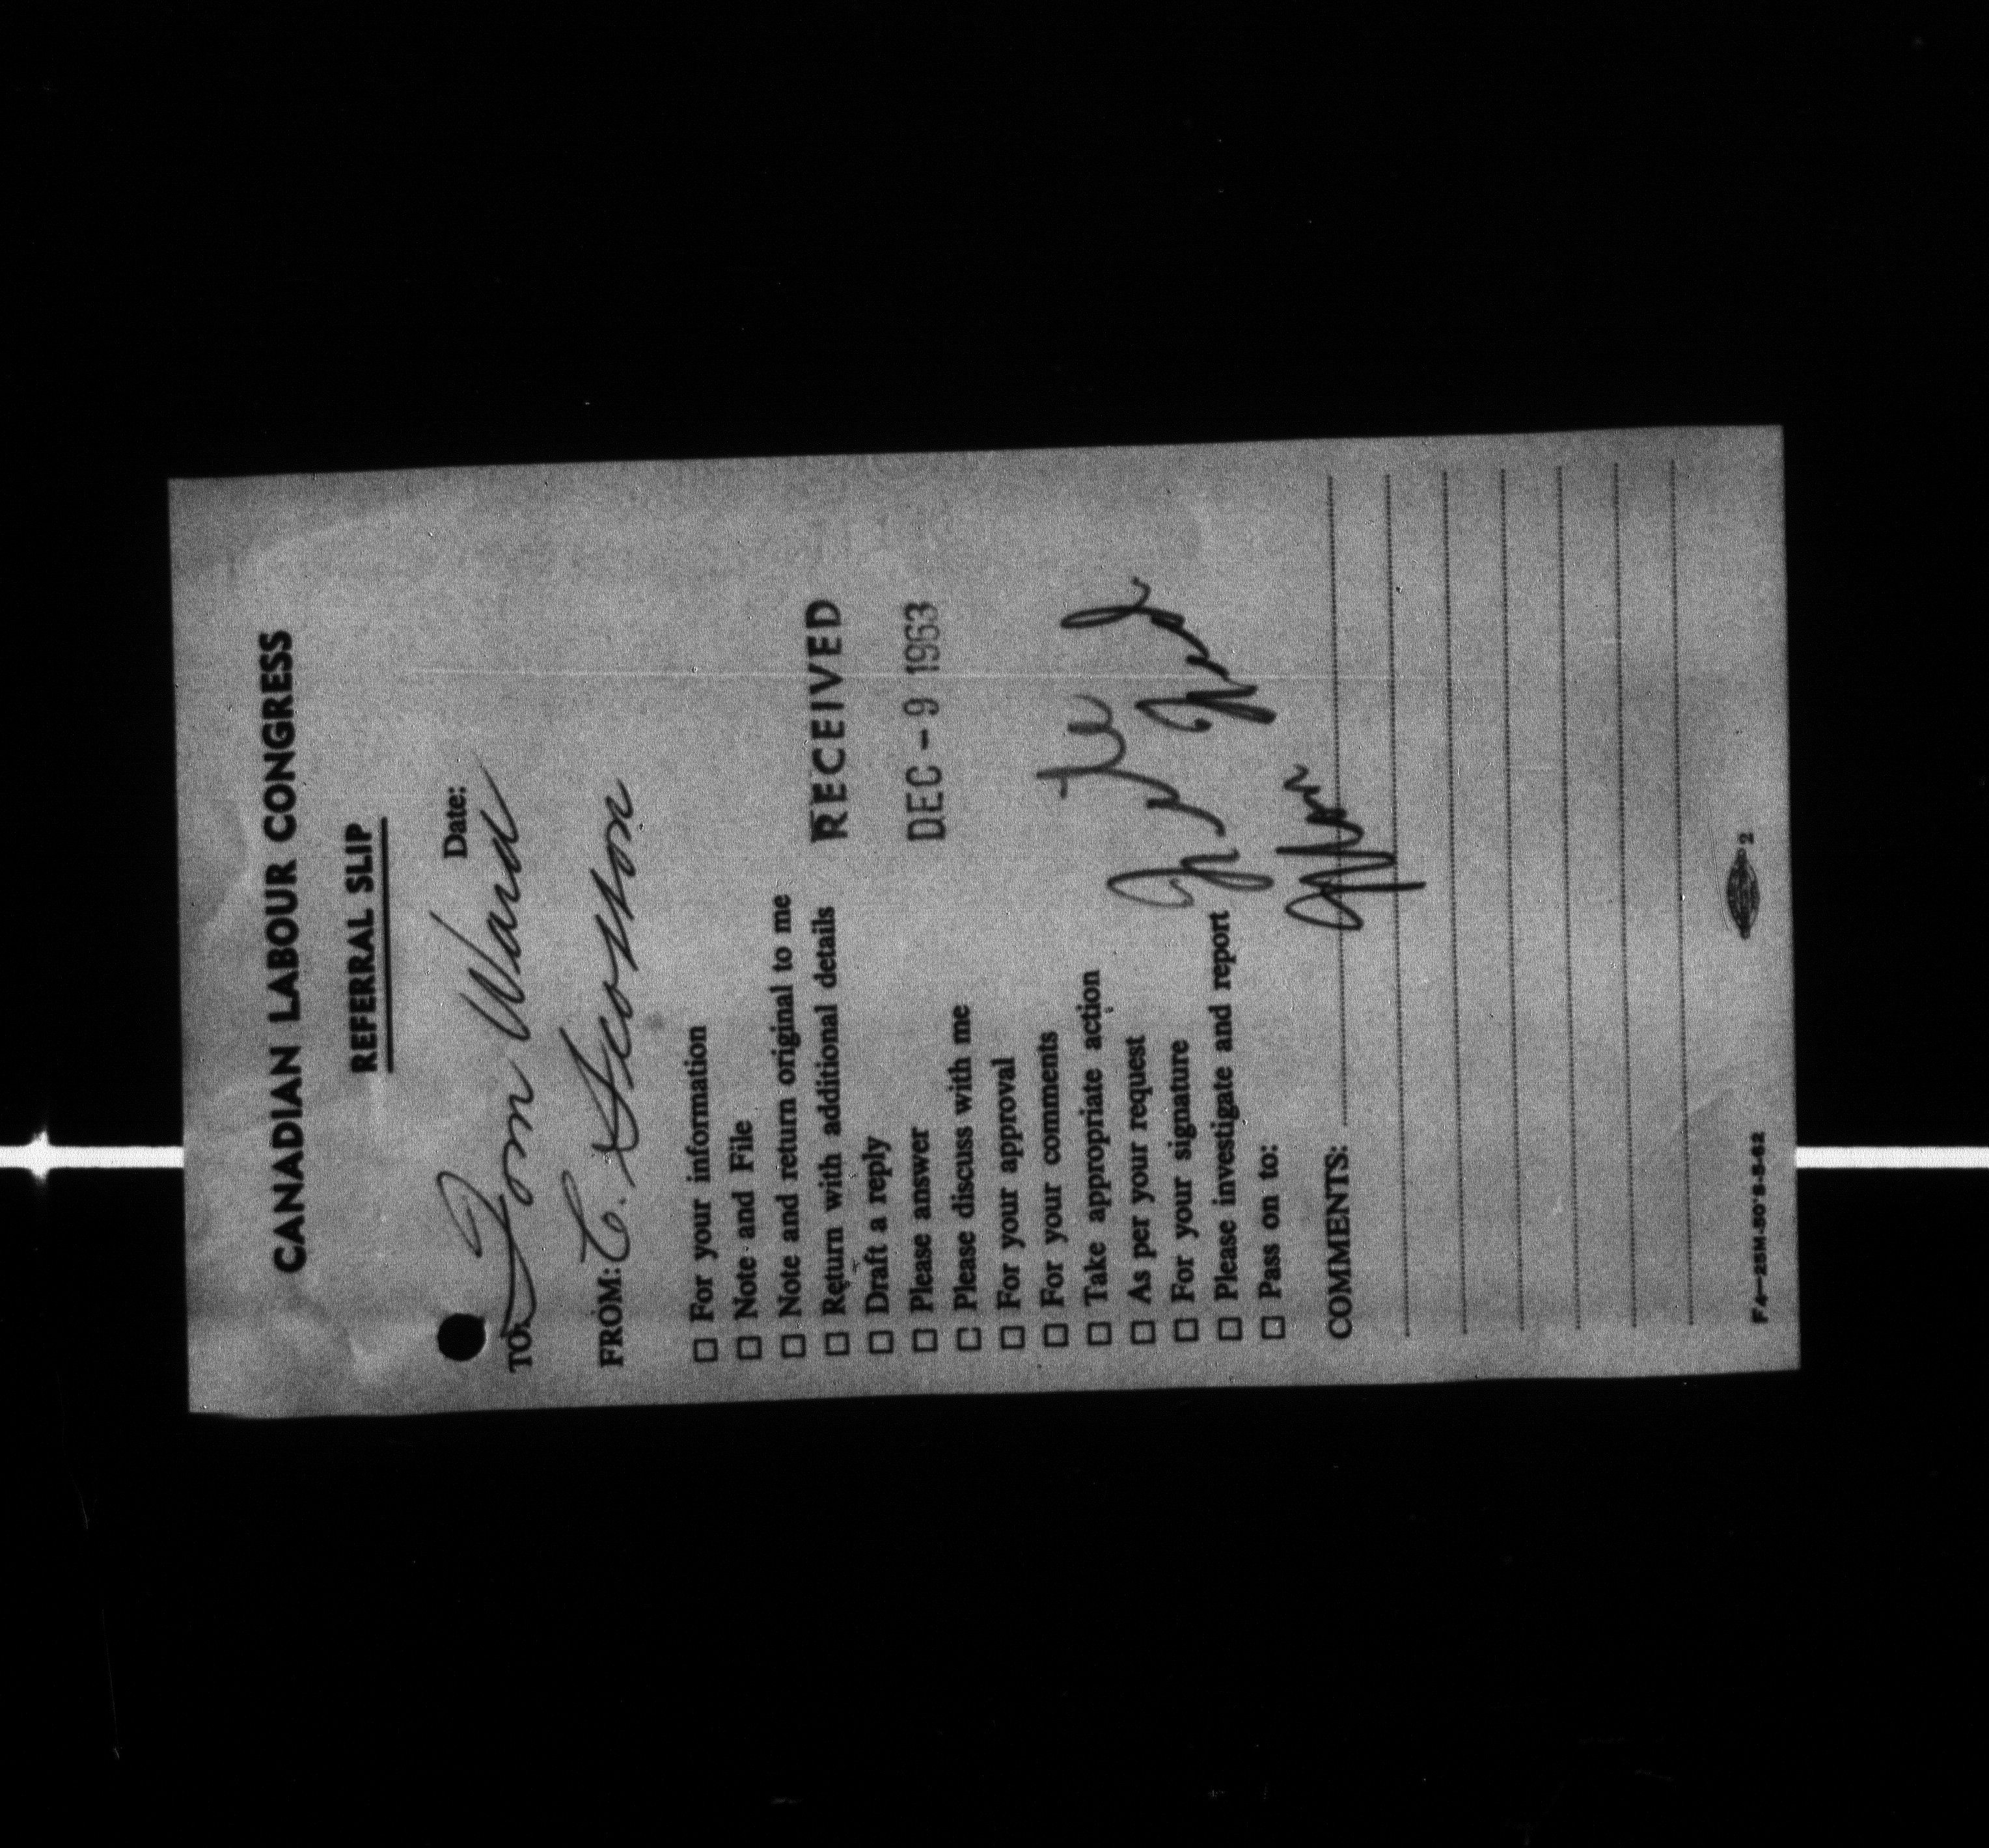 CANADIAN LABOUR CONGRESS
REFERRAL SLIP
Date:
TO: Tom Ward
FROM: C.
☐ For your information
☐ Note and File
☐ Note and return original to me
☐ Return with additional details
☐ Draft a reply
☐ Please answer
☐ Please discuss with me
☐ For your approval
☐ For your comments
☐ Take appropriate action
☐ As per your request
☐ For your signature
☐ Please investigate and report
☐ Pass on to:
RECEIVED
DEC - 9 1963
COMMENTS:
2